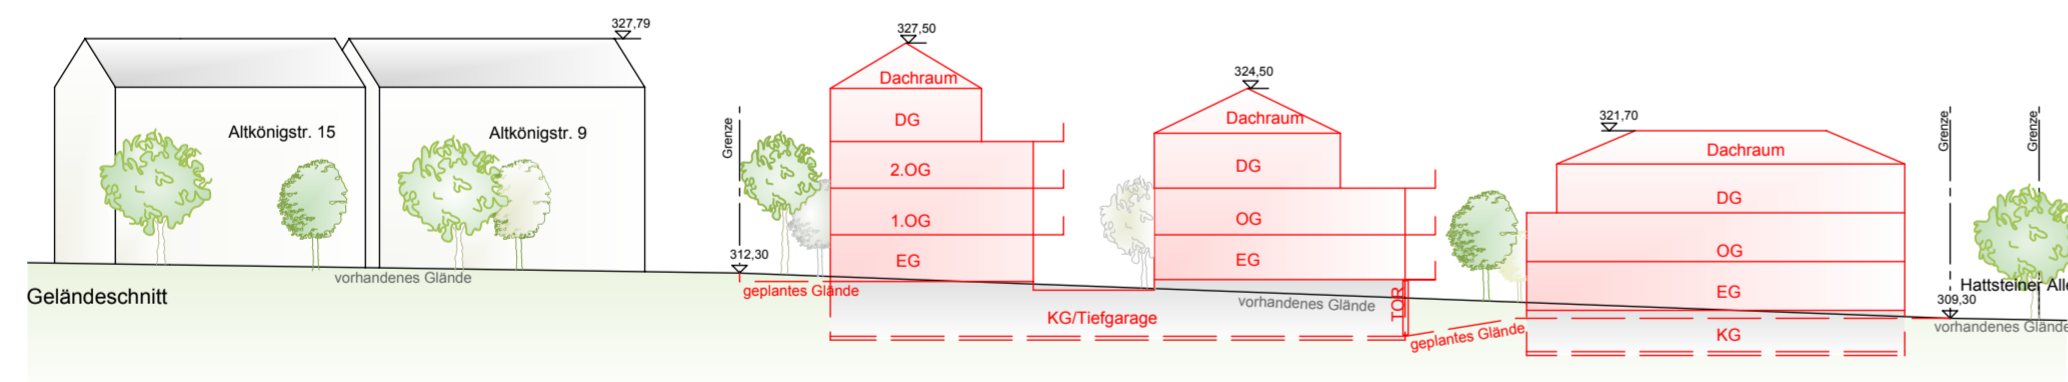 327,79
Altkönigstr. 15
Altkönigstr. 9
vorhandenes Glände
Geländeschnitt
Grenze
312,30
geplantes Glände
327,50
Dachraum
DG
2.OG
1.OG
EG
KG/Tiefgarage
324,50
Dachraum
DG
OG
EG
vorhandenes Glände
TOR
geplantes Glände
321,70
Dachraum
DG
OG
EG
KG
Grenze
Grenze
Hattsteiner Alle
309,30
vorhandenes Glände